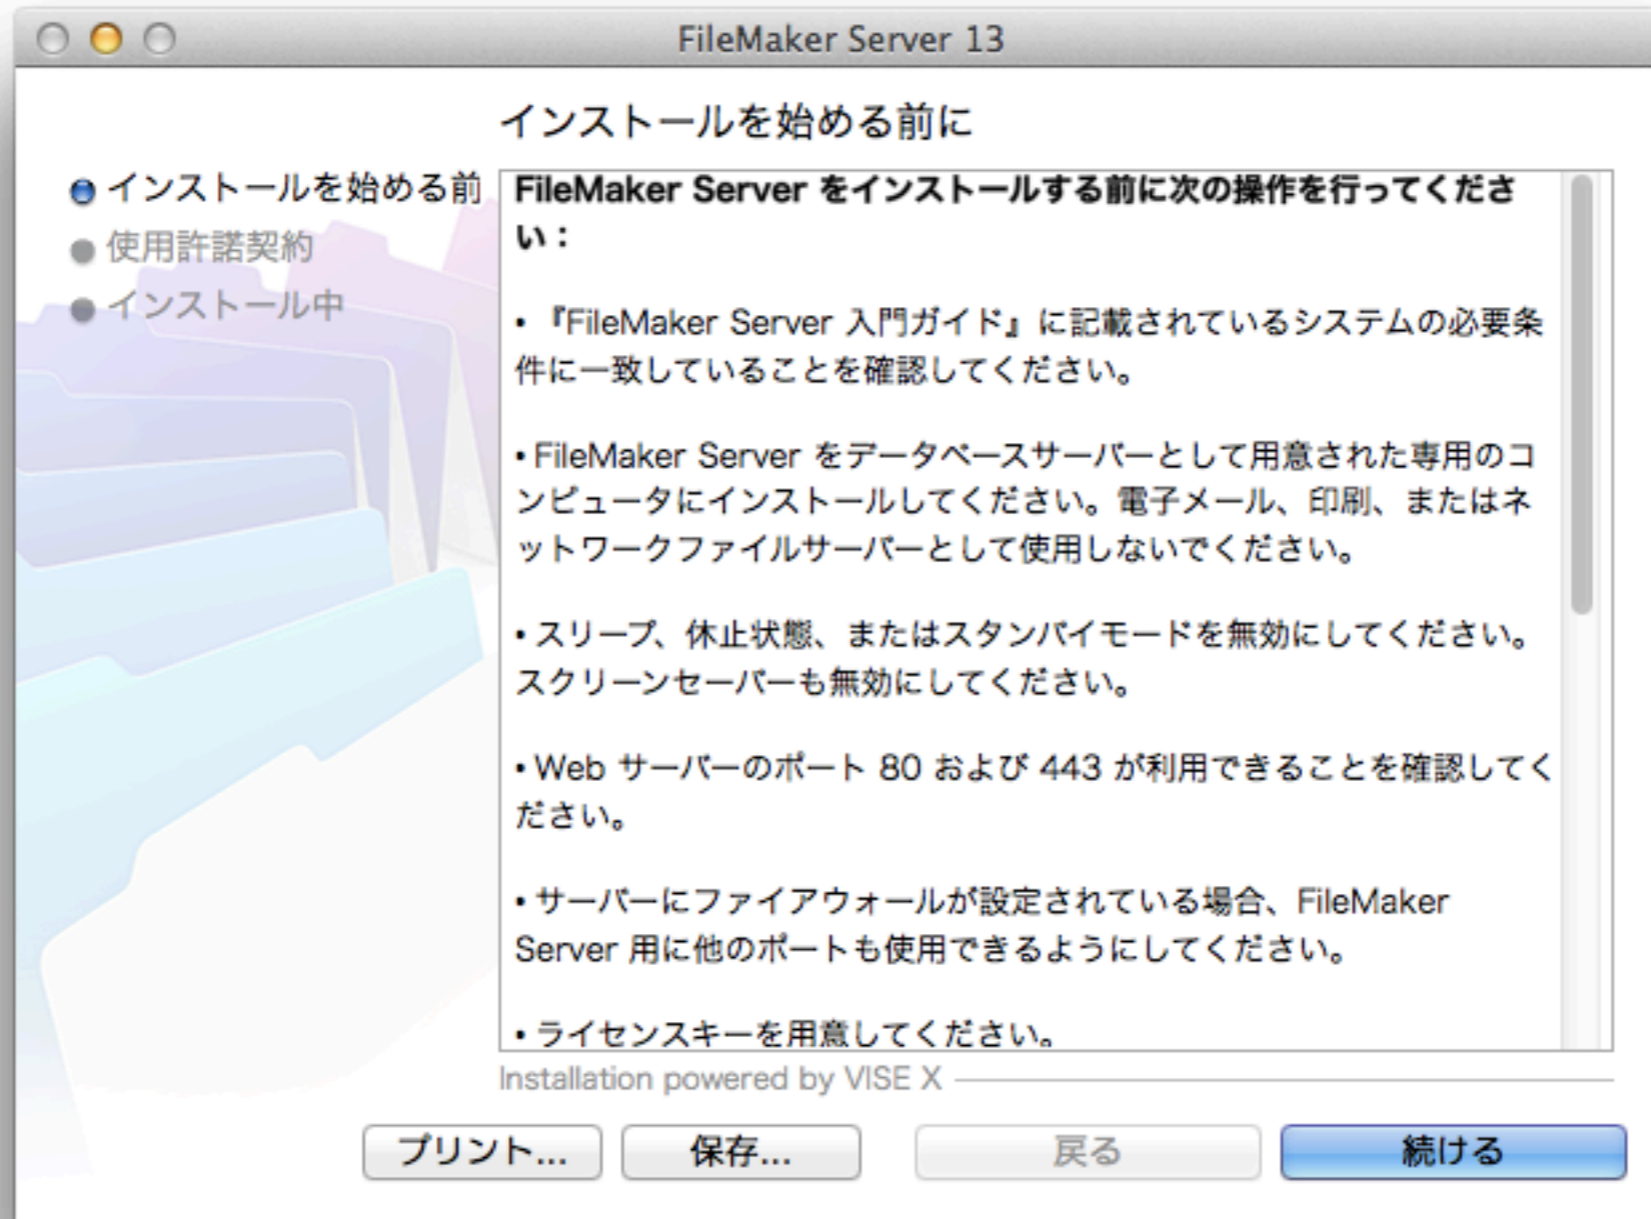 FileMaker Server 13
インストールを始める前に
インストールを始める前
使用許諾契約
インストール中
FileMaker Server をインストールする前に次の操作を行ってくださ
い：
• 『FileMaker Server 入門ガイド』に記載されているシステムの必要条
件に一致していることを確認してください。
• FileMaker Server をデータベースサーバーとして用意された専用のコ
ンピュータにインストールしてください。電子メール、印刷、またはネ
ットワークファイルサーバーとして使用しないでください。
• スリープ、休止状態、またはスタンバイモードを無効にしてください。
スクリーンセーバーも無効にしてください。
• Web サーバーのポート 80 および 443 が利用できることを確認してく
ださい。
• サーバーにファイアウォールが設定されている場合、FileMaker
Server 用に他のポートも使用できるようにしてください。
• ライセンスキーを用意してください。
Installation powered by VISE X
プリント...
保存...
戻る
続ける